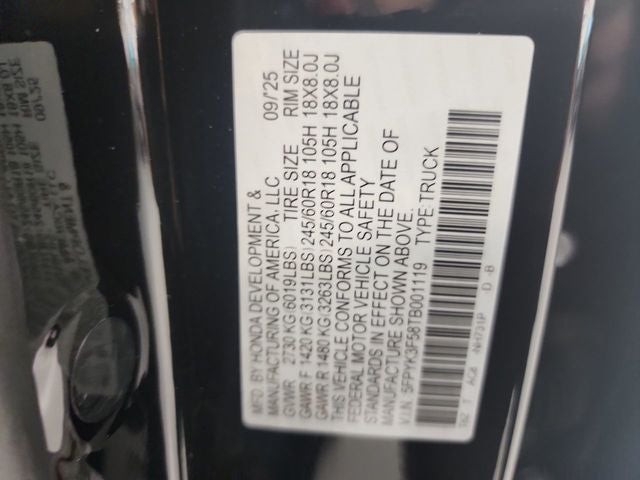 MFD BY HONDA DEVELOPMENT & 09/'25
MANUFACTURING OF AMERICA, LLC
TIRE SIZE RIM SIZE
GVWR 2730 KG(6019LBS)
GAWR F 1420 KG(3131LBS) 245/60R18 105H 18X8.0J
GAWR R 1480 KG(3263LBS) 245/60R18 105H 18X8.0J
THIS VEHICLE CONFORMS TO ALL APPLICABLE
FEDERAL MOTOR VEHICLE SAFETY
STANDARDS IN EFFECT ON THE DATE OF
MANUFACTURE SHOWN ABOVE.
V.I.N. 5FPYK3F58TB001119 TYPE:TRUCK
T AG8 NH731P D -B